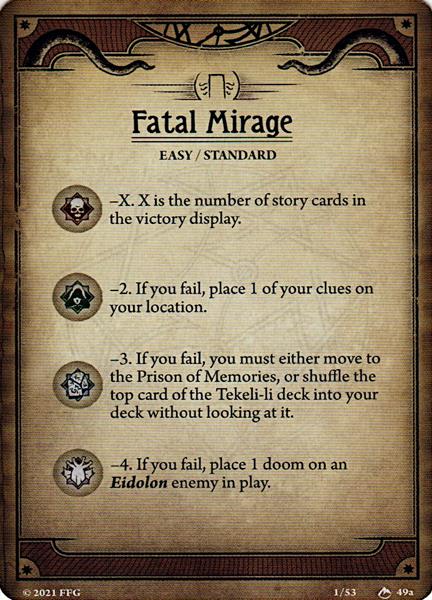 Fatal Mirage
EASY / STANDARD
–X. X is the number of story cards in
the victory display.
–2. If you fail, place 1 of your clues on
your location.
–3. If you fail, you must either move to
the Prison of Memories, or shuffle the
top card of the Tekeli-li deck into your
deck without looking at it.
–4. If you fail, place 1 doom on an
Eidolon enemy in play.
© 2021 FFG 1/53 49a